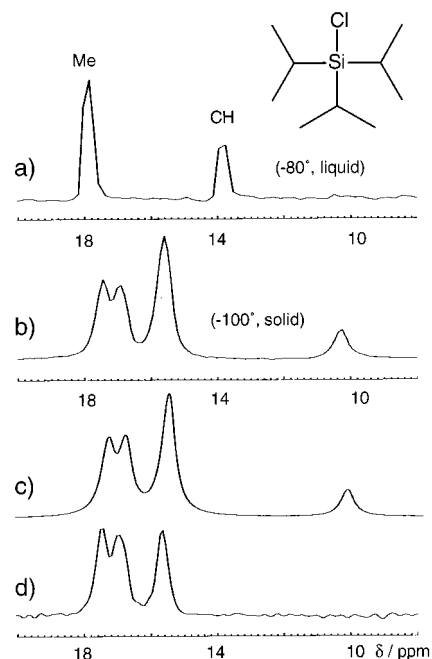 Cl
Si
Me
CH
a)
(-80°, liquid)
18 14 10
b)
(-100°, solid)
18 14 10
c)
d)
18 14 10 δ / ppm